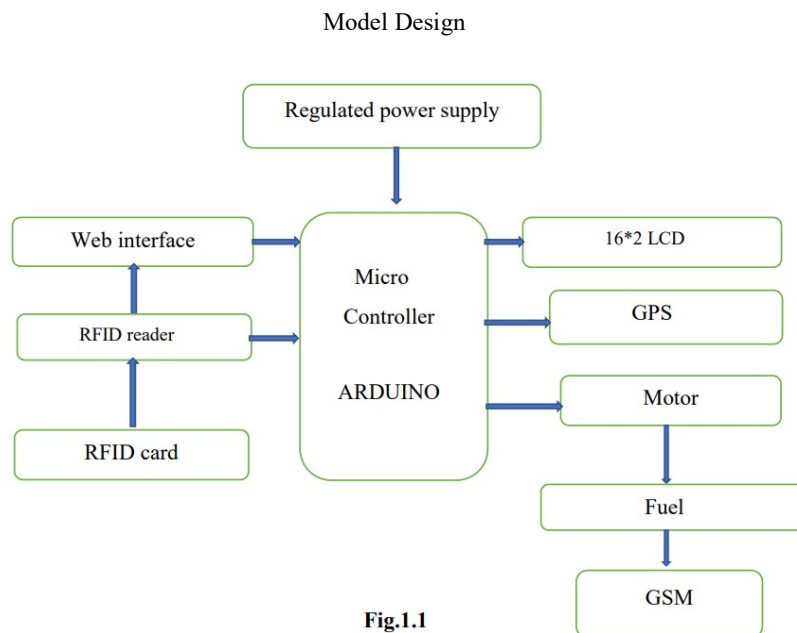 Model Design
Regulated power supply
Web interface
16*2 LCD
Micro
Controller
GPS
RFID reader
ARDUINO
Motor
RFID card
Fuel
GSM
Fig.1.1